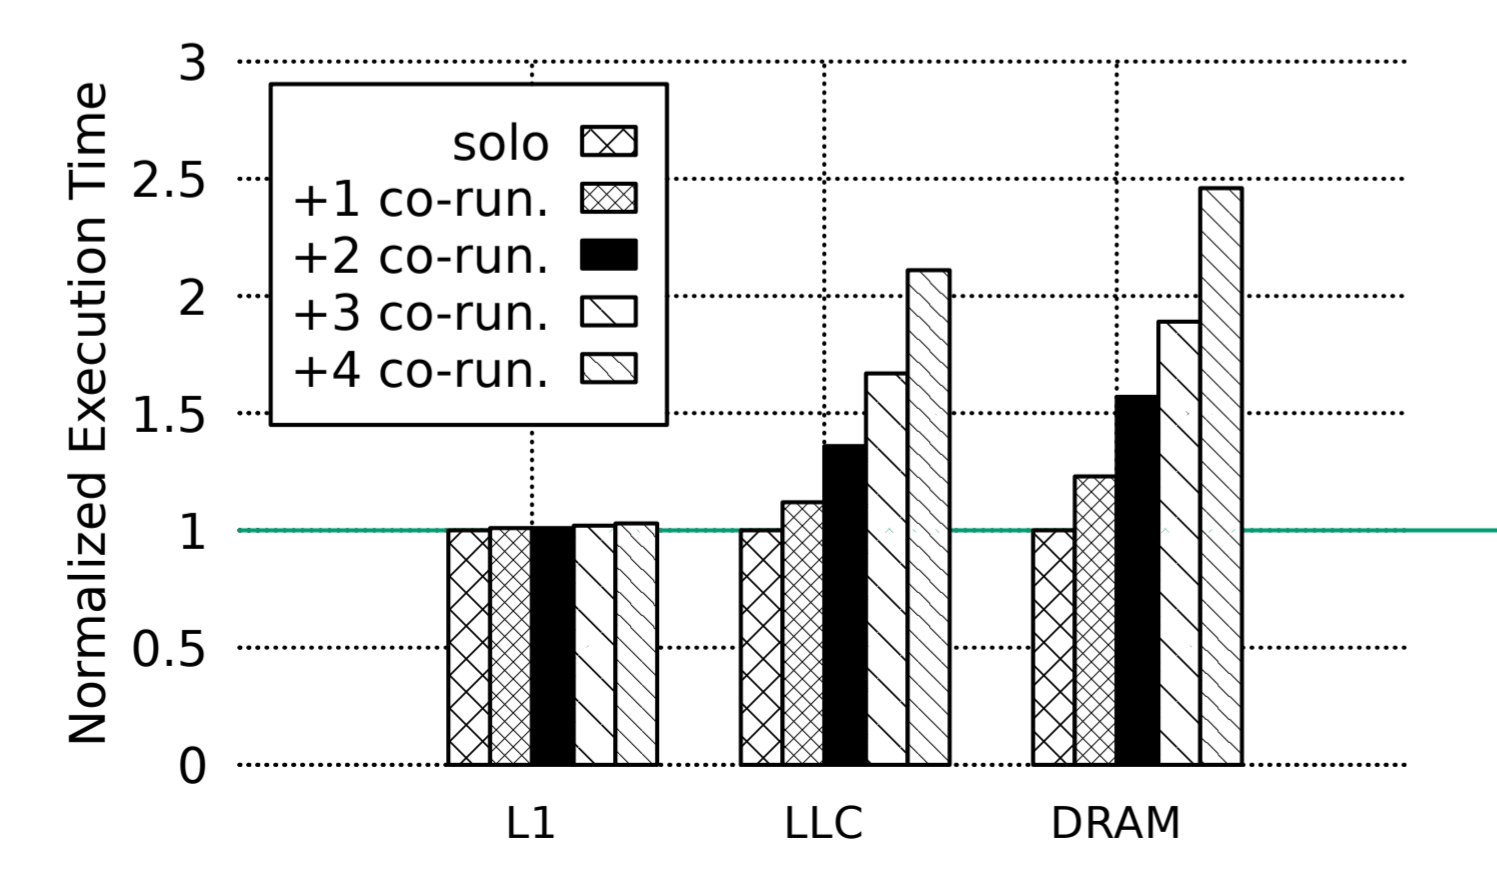 Normalized Execution Time
3
2.5
2
1.5
1
0.5
0
solo
+1 co-run.
+2 co-run.
+3 co-run.
+4 co-run.
L1
LLC
DRAM